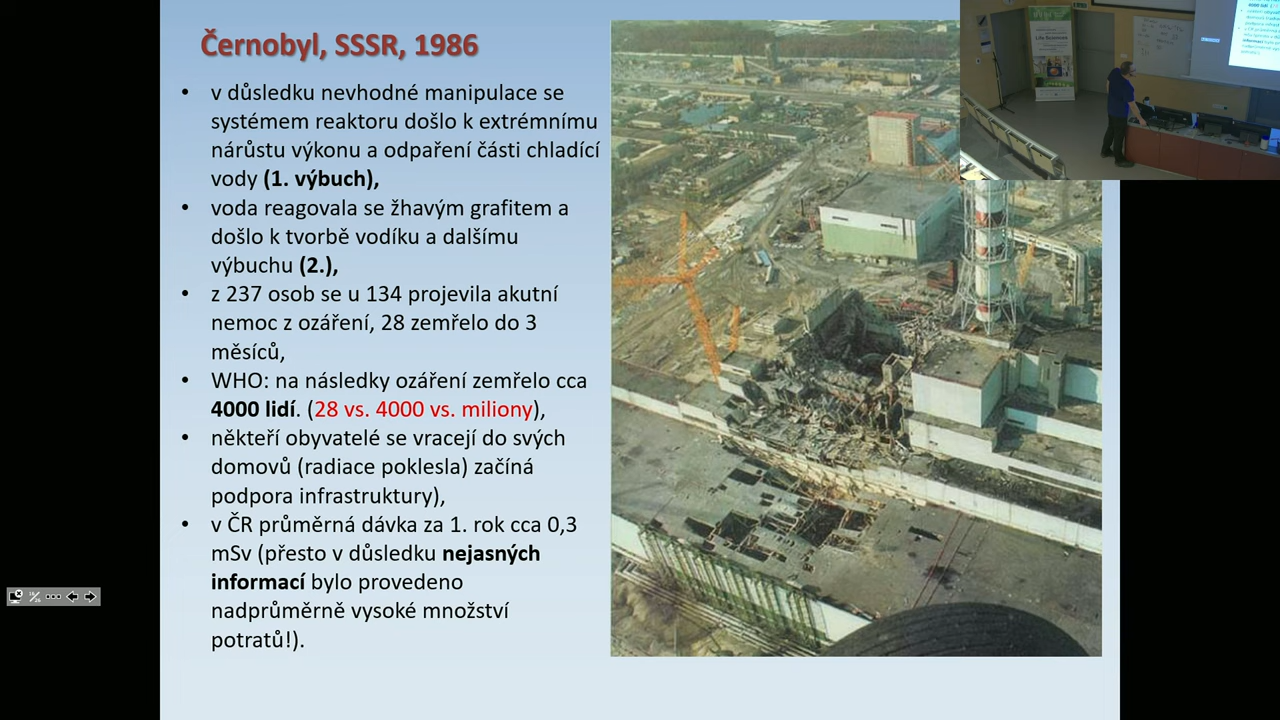 Černobyl, SSSR, 1986
• v důsledku nevhodné manipulace se
systémem reaktoru došlo k extrémnímu
nárůstu výkonu a odpaření části chladící
vody (1. výbuch),
• voda reagovala se žhavým grafitem a
došlo k tvorbě vodíku a dalšímu
výbuchu (2.),
• z 237 osob se u 134 projevila akutní
nemoc z ozáření, 28 zemřelo do 3
měsíců,
• WHO: na následky ozáření zemřelo cca
4000 lidí. (28 vs. 4000 vs. miliony),
• někteří obyvatelé se vracejí do svých
domovů (radiace poklesla) začíná
podpora infrastruktury),
• v ČR průměrná dávka za 1. rok cca 0,3
mSv (přesto v důsledku nejasných
informací bylo provedeno
nadprůměrně vysoké množství
potratů!).